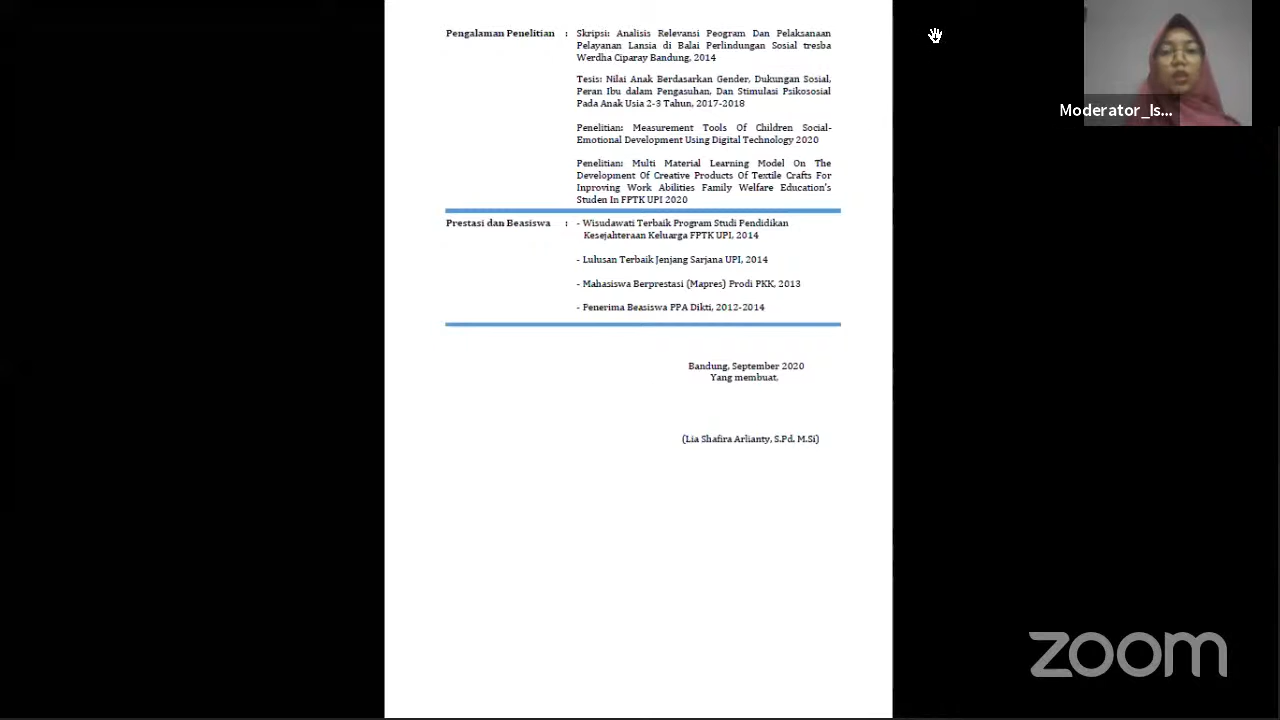 Pengalaman Penelitian : Skripsi: Analisis Relevansi Peogram Dan Pelaksanaan
Pelayanan Lansia di Balai Perlindungan Sosial tresba
Werdha Ciparay Bandung, 2014
Tesis: Nilai Anak Berdasarkan Gender, Dukungan Sosial,
Peran Ibu dalam Pengasuhan, Dan Stimulasi Psikososial
Pada Anak Usia 2-3 Tahun, 2017-2018
Penelitian: Measurement Tools Of Children Social-
Emotional Development Using Digital Technology 2020
Penelitian: Multi Material Learning Model On The
Development Of Creative Products Of Textile Crafts For
Inproving Work Abilities Family Welfare Education's
Studen In FPTK UPI 2020
Prestasi dan Beasiswa : - Wisudawati Terbaik Program Studi Pendidikan
Kesejahteraan Keluarga FPTK UPI, 2014
- Lulusan Terbaik Jenjang Sarjana UPI, 2014
- Mahasiswa Berprestasi (Mapres) Prodi PKK, 2013
- Penerima Beasiswa PPA Dikti, 2012-2014
Bandung, September 2020
Yang membuat,
(Lia Shafira Arlianty, S.Pd. M.Si)
Moderator_Is...
zoom